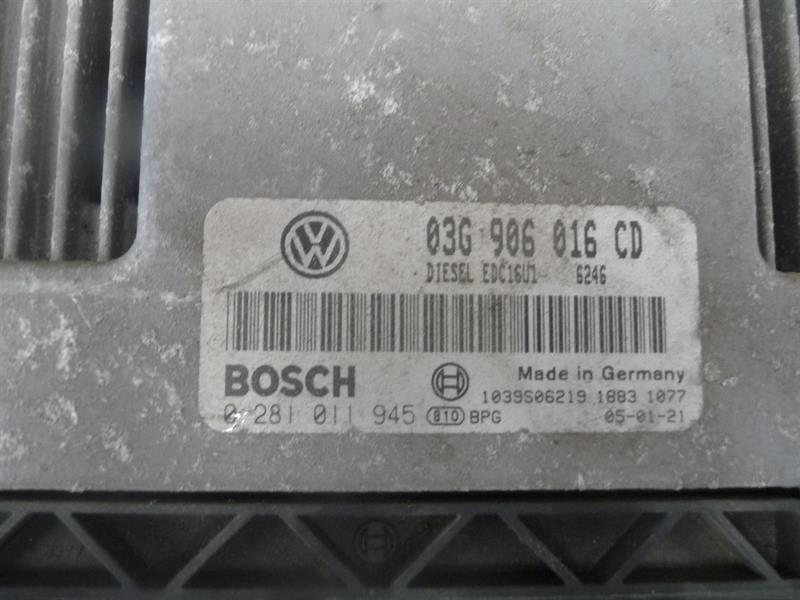 03G 906 016 CD
DIESEL EDC16U1 6246
BOSCH
Made in Germany
1039S06219 1883 1077
0 281 011 945 810 BPG
05-01-21